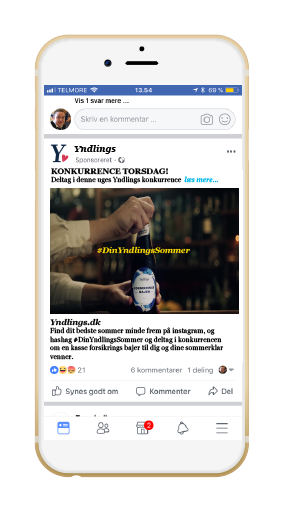 TELMORE 13.54 69 %
Vis 1 svar mere ...
Skriv en kommentar ...
Y Yndlings
Sponsoreret ·
KONKURRENCE TORSDAG!
Deltag i denne uges Yndlings konkurrence læs mere...
#DinYndlingsSommer
FORSIKRINGS
BAJER
Yndlings.dk
Find dit bedste sommer minde frem på instagram, og
hashag #DinYndlingsSommer og deltag i konkurrencen
om en kasse forsikrings bajer til dig og dine sommerklar
venner.
21 6 kommentarer 1 deling
Synes godt om Kommenter Del
2